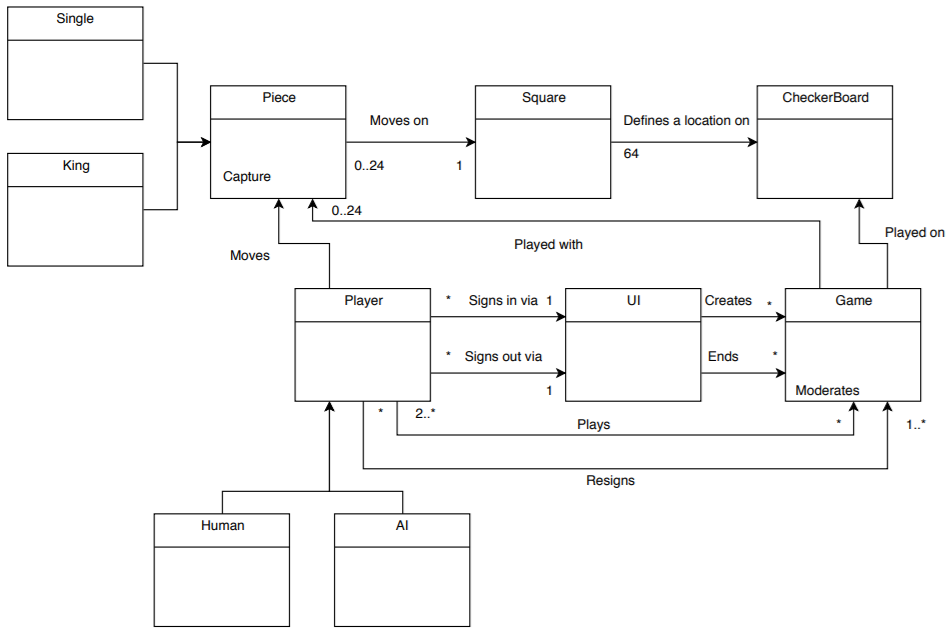 Single
Piece
Square
CheckerBoard
Moves on
Defines a location on
0..24
1
64
King
Capture
0..24
Played with
Played on
Moves
Player
* Signs in via 1
UI
Creates *
Game
* Signs out via
1
Ends *
Moderates
* 2..*
Plays
*
1..*
Resigns
Human
AI